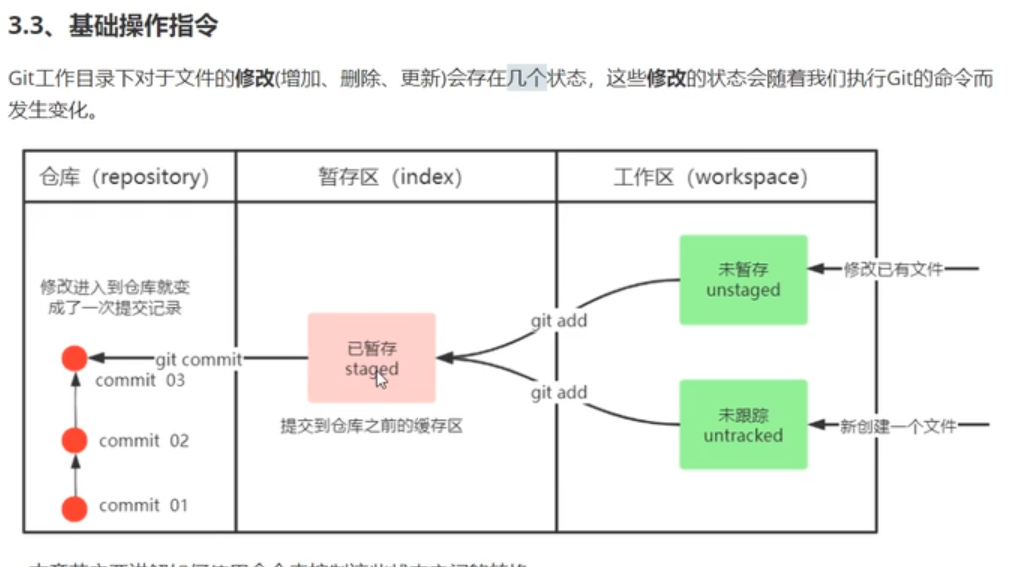 3.3、基础操作指令
Git工作目录下对于文件的修改(增加、删除、更新)会存在几个状态，这些修改的状态会随着我们执行Git的命令而
发生变化。
仓库（repository）
暂存区（index）
工作区（workspace）
修改进入到仓库就变
成了一次提交记录
git commit
commit 03
commit 02
commit 01
已暂存
staged
提交到仓库之前的缓存区
git add
git add
未暂存
unstaged
修改已有文件
未跟踪
untracked
新创建一个文件